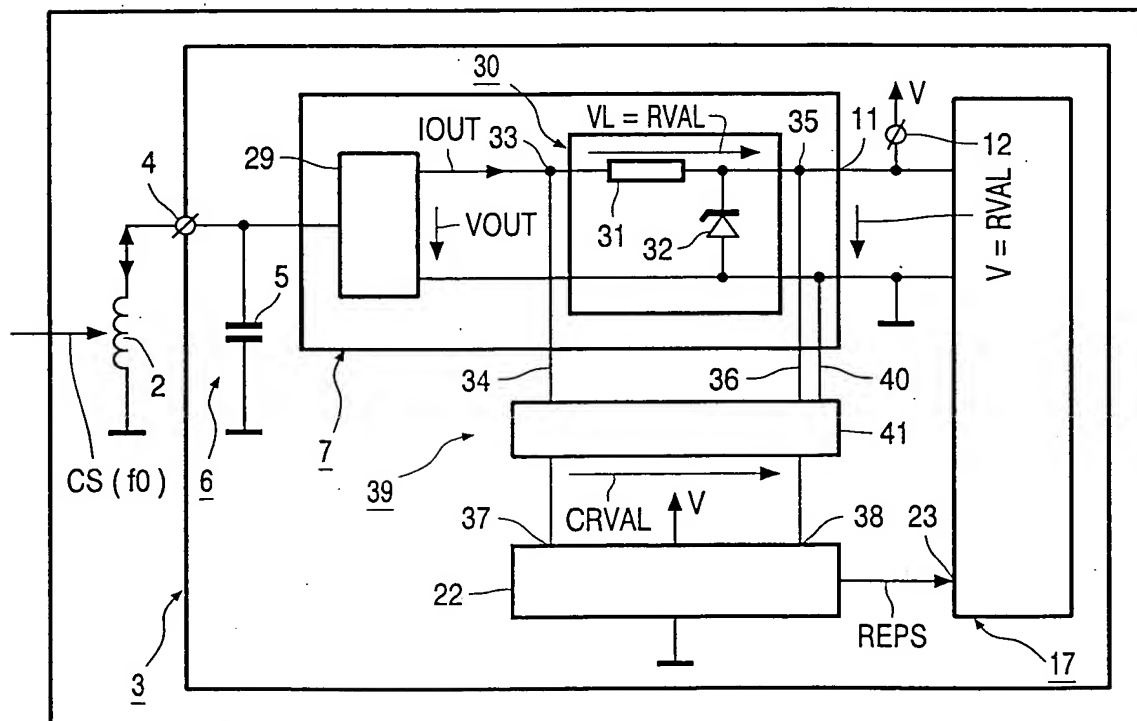 30
VL = RVAL
35
11
V
12
IOUT
33
29
4
31
32
VOUT
V = RVAL
5
2
34
36
40
7
41
CS ( f0 )
6
39
CRVAL
V
37
38
23
22
REPS
3
17